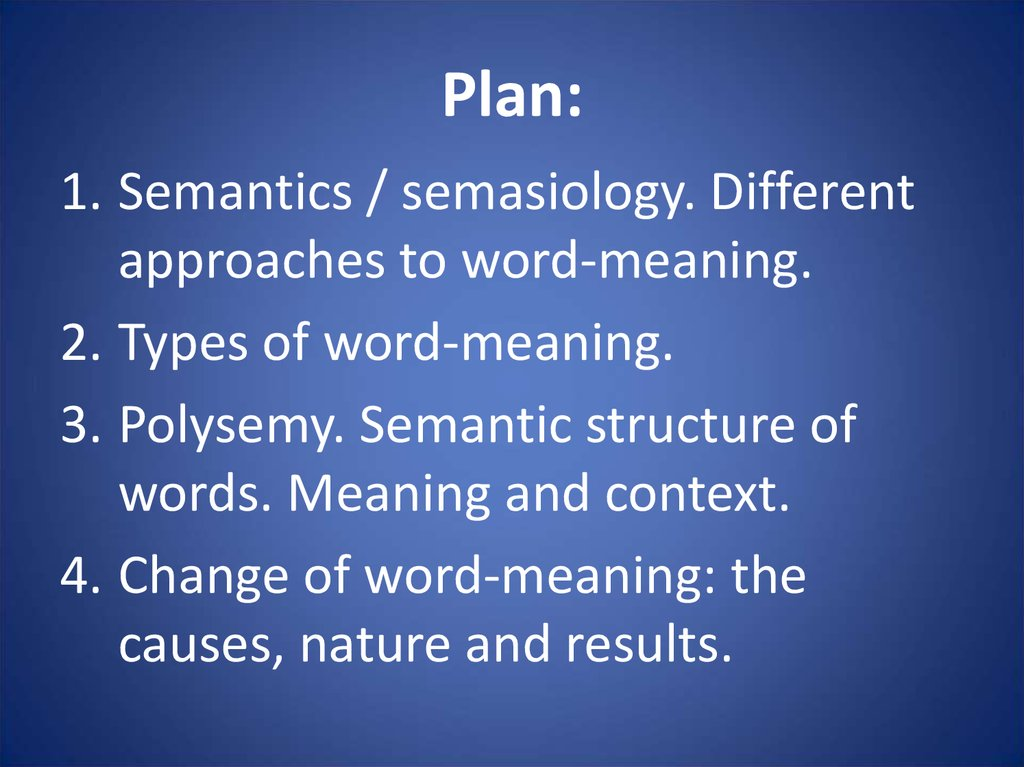 Plan:
1. Semantics / semasiology. Different
approaches to word-meaning.
2. Types of word-meaning.
3. Polysemy. Semantic structure of
words. Meaning and context.
4. Change of word-meaning: the
causes, nature and results.